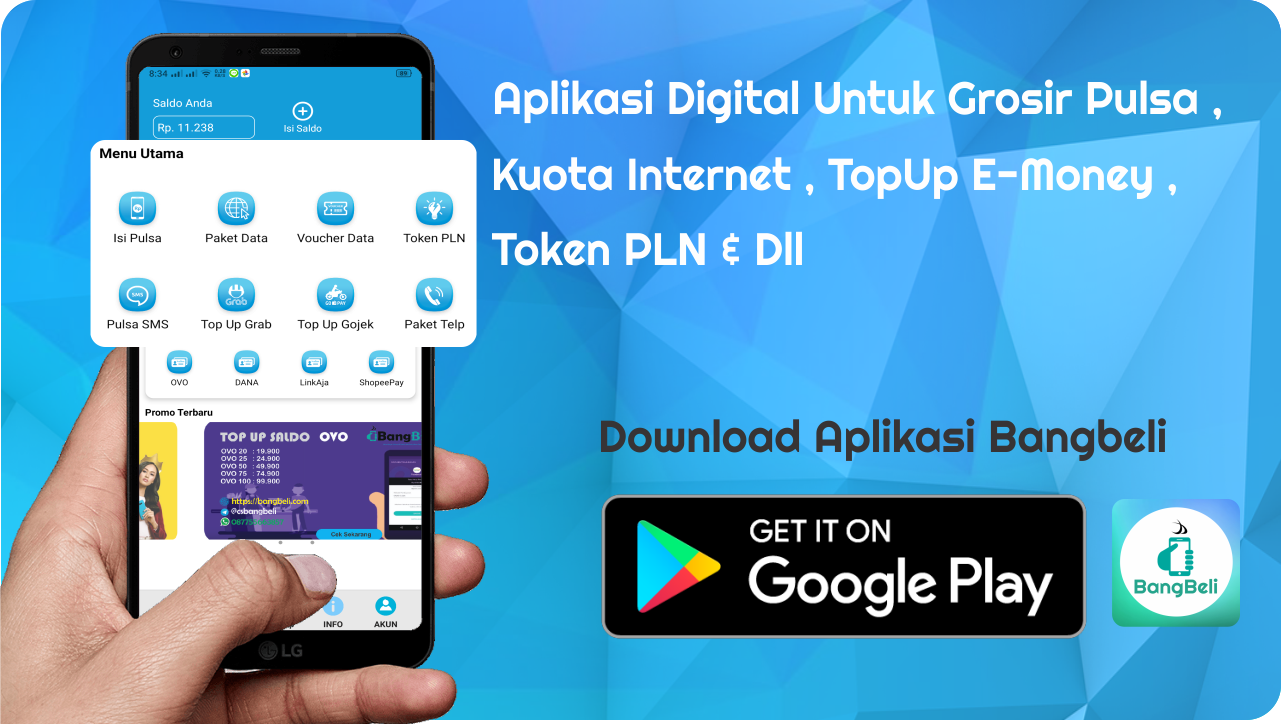 8:34
Saldo Anda
Rp. 11.238
Isi Saldo
Menu Utama
Isi Pulsa
Paket Data
Voucher Data
Token PLN
SMS
Grab
Pulsa SMS
Top Up Grab
Top Up Gojek
Paket Telp
OVO
DANA
LinkAja
ShopeePay
Promo Terbaru
TOP UP SALDO OVO
OVO 20 : 19.900
OVO 25 : 24.900
OVO 50 : 49.900
OVO 75 : 74.900
OVO 100 : 99.900
https://bangbeli.com
@csbangbeli
Cek Sekarang
INFO
AKUN
LG
Aplikasi Digital Untuk Grosir Pulsa ,
Kuota Internet , TopUp E-Money ,
Token PLN & Dll
Download Aplikasi Bangbeli
GET IT ON
Google Play
BangBeli